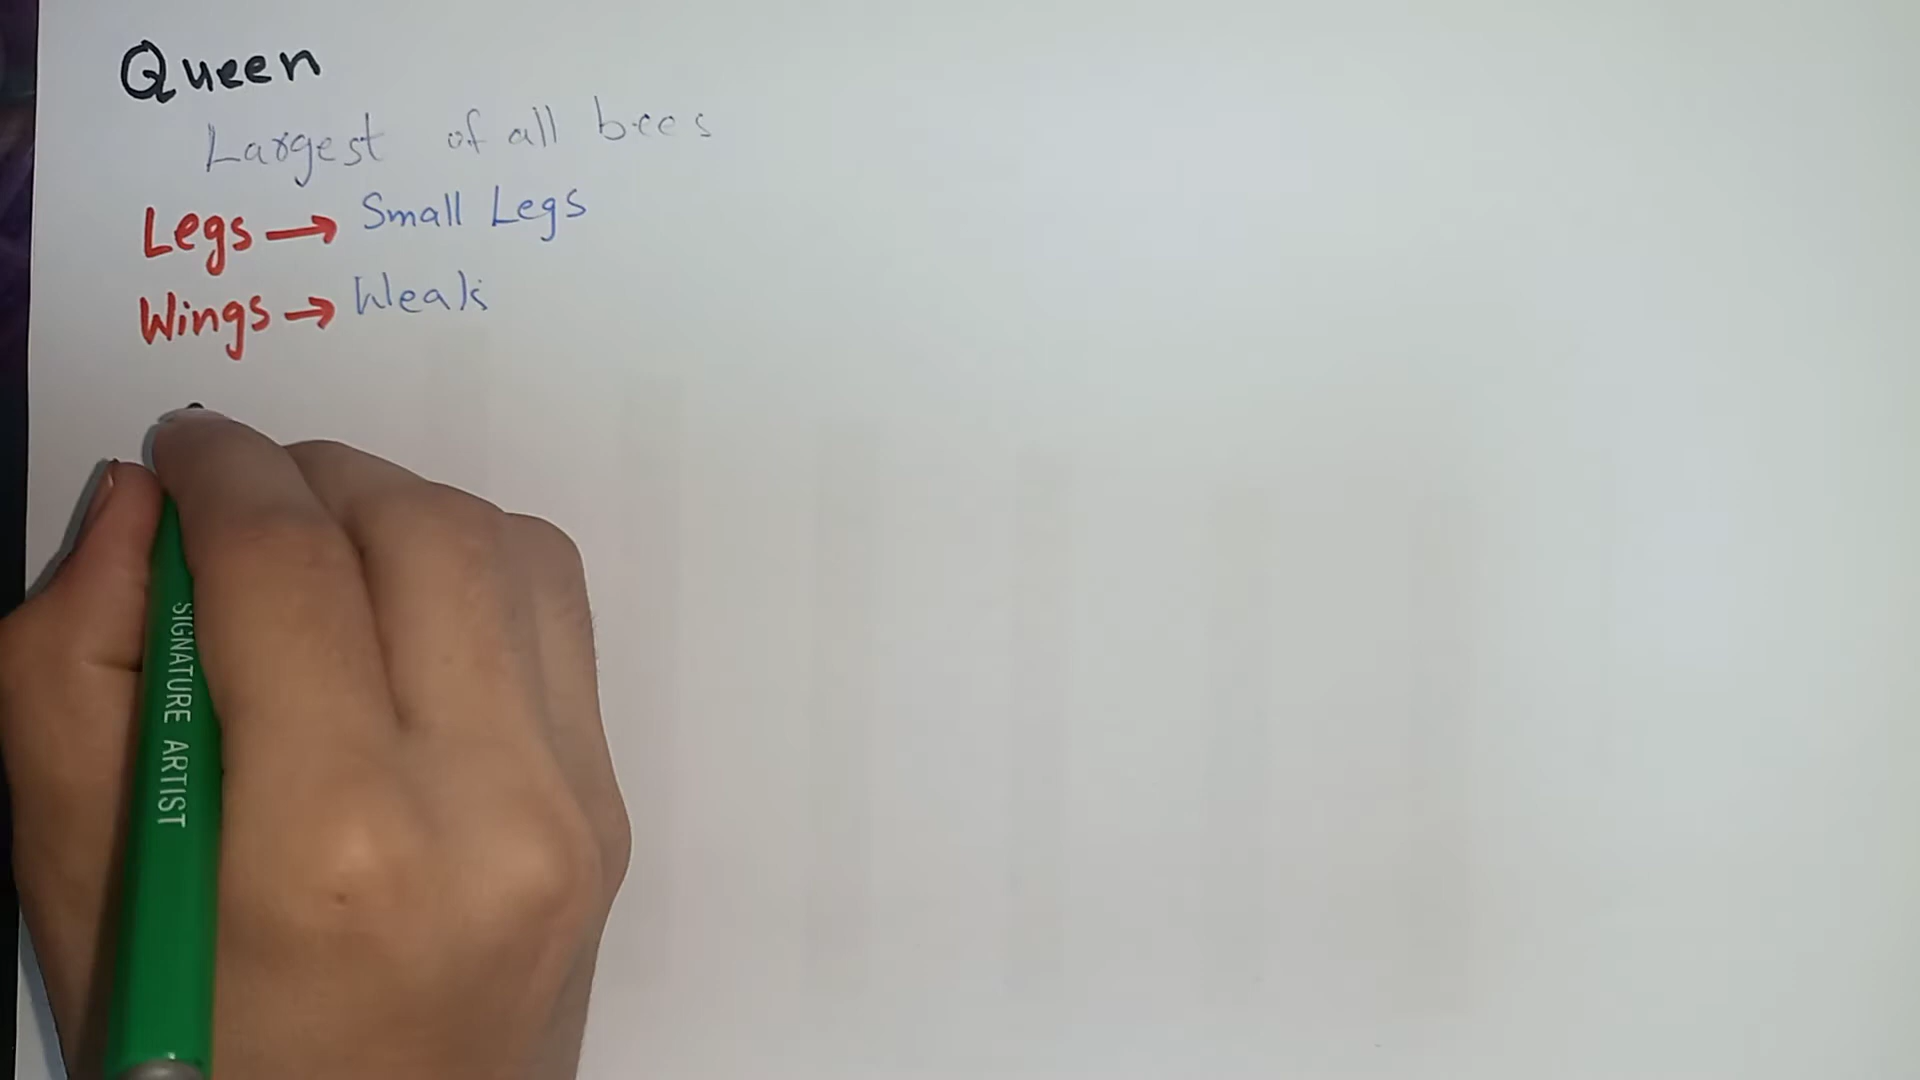 Queen
Largest of all bees
Legs → Small Legs
Wings → Weak
SIGNATURE ARTIST